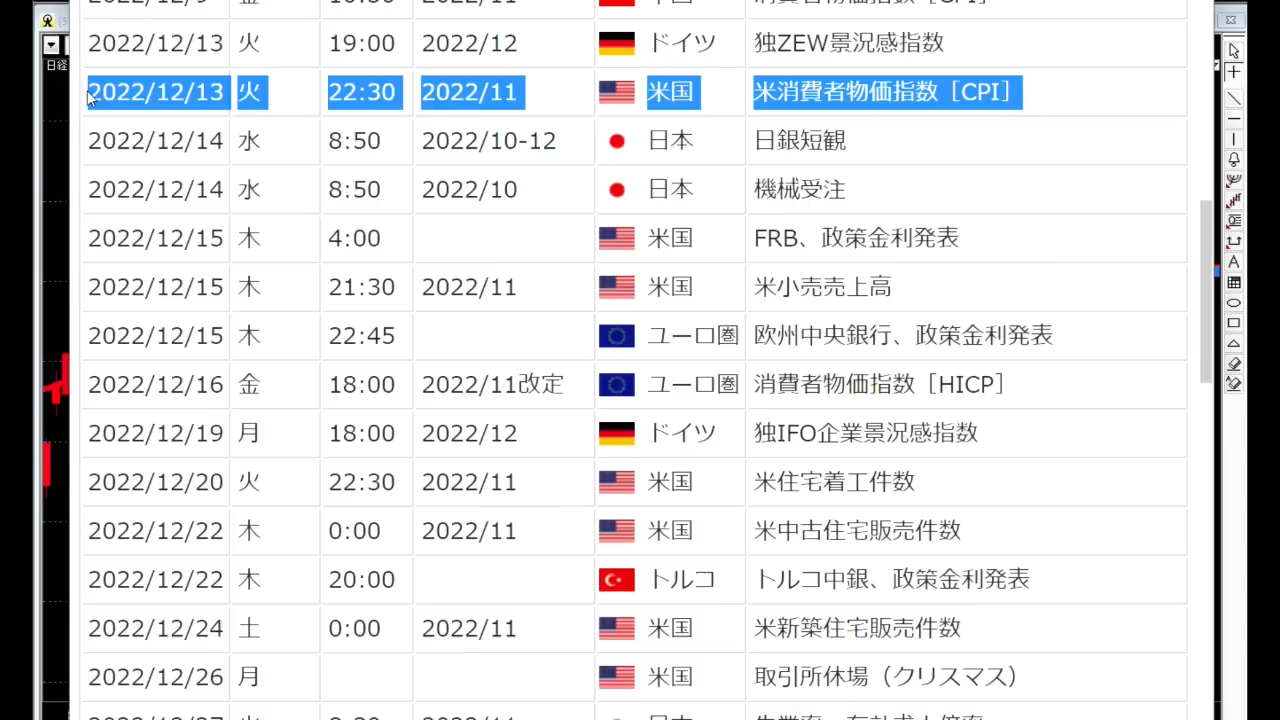 2022/12/13 火 19:00 2022/12 ドイツ 独ZEW景況感指数
2022/12/13 火 22:30 2022/11 米国 米消費者物価指数［CPI］
2022/12/14 水 8:50 2022/10-12 日本 日銀短観
2022/12/14 水 8:50 2022/10 日本 機械受注
2022/12/15 木 4:00 米国 FRB、政策金利発表
2022/12/15 木 21:30 2022/11 米国 米小売売上高
2022/12/15 木 22:45 ユーロ圏 欧州中央銀行、政策金利発表
2022/12/16 金 18:00 2022/11改定 ユーロ圏 消費者物価指数［HICP］
2022/12/19 月 18:00 2022/12 ドイツ 独IFO企業景況感指数
2022/12/20 火 22:30 2022/11 米国 米住宅着工件数
2022/12/22 木 0:00 2022/11 米国 米中古住宅販売件数
2022/12/22 木 20:00 トルコ トルコ中銀、政策金利発表
2022/12/24 土 0:00 2022/11 米国 米新築住宅販売件数
2022/12/26 月 米国 取引所休場（クリスマス）
日経